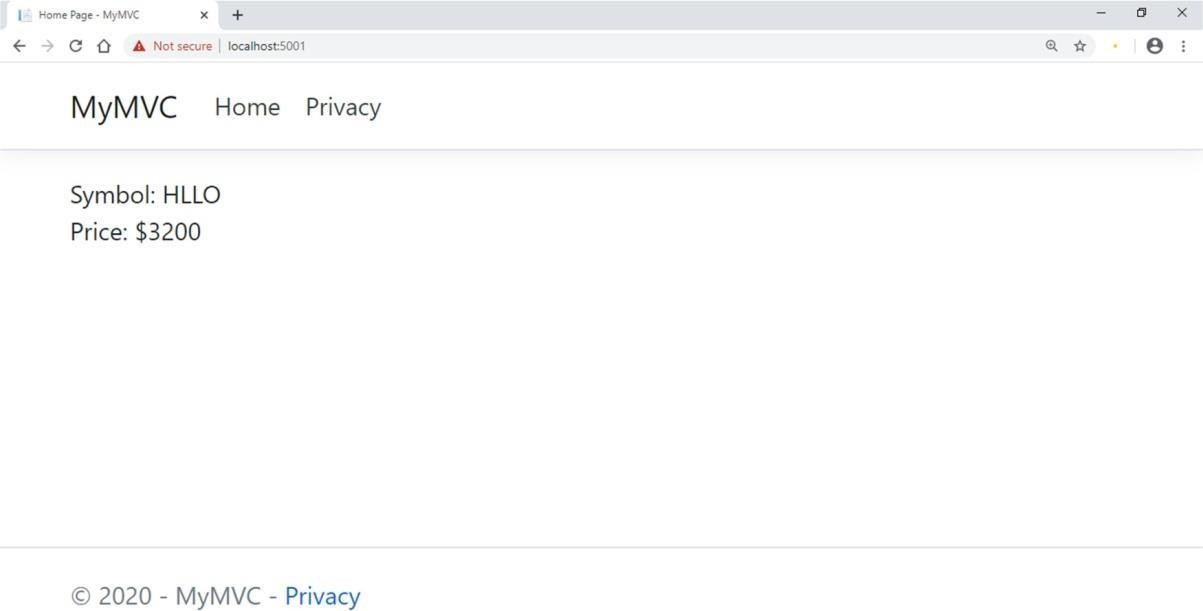 Home Page - MyMVC
Not secure localhost:5001
MyMVC Home Privacy
Symbol: HLLO
Price: $3200
© 2020 - MyMVC - Privacy